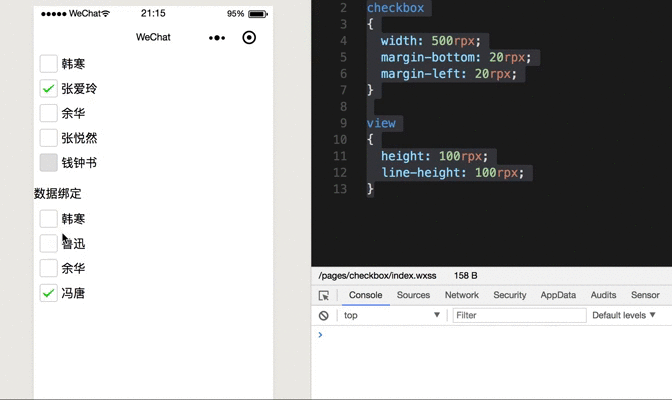 WeChat 21:15 95%
WeChat
韩寒
张爱玲
余华
张悦然
钱钟书
数据绑定
韩寒
鲁迅
余华
冯唐
2 checkbox
3 {
4 width: 500rpx;
5 margin-bottom: 20rpx;
6 margin-left: 20rpx;
7 }
8
9 view
10 {
11 height: 100rpx;
12 line-height: 100rpx;
13 }
/pages/checkbox/index.wxss 158 B
Console Sources Network Security AppData Audits Sensor
top Filter Default levels